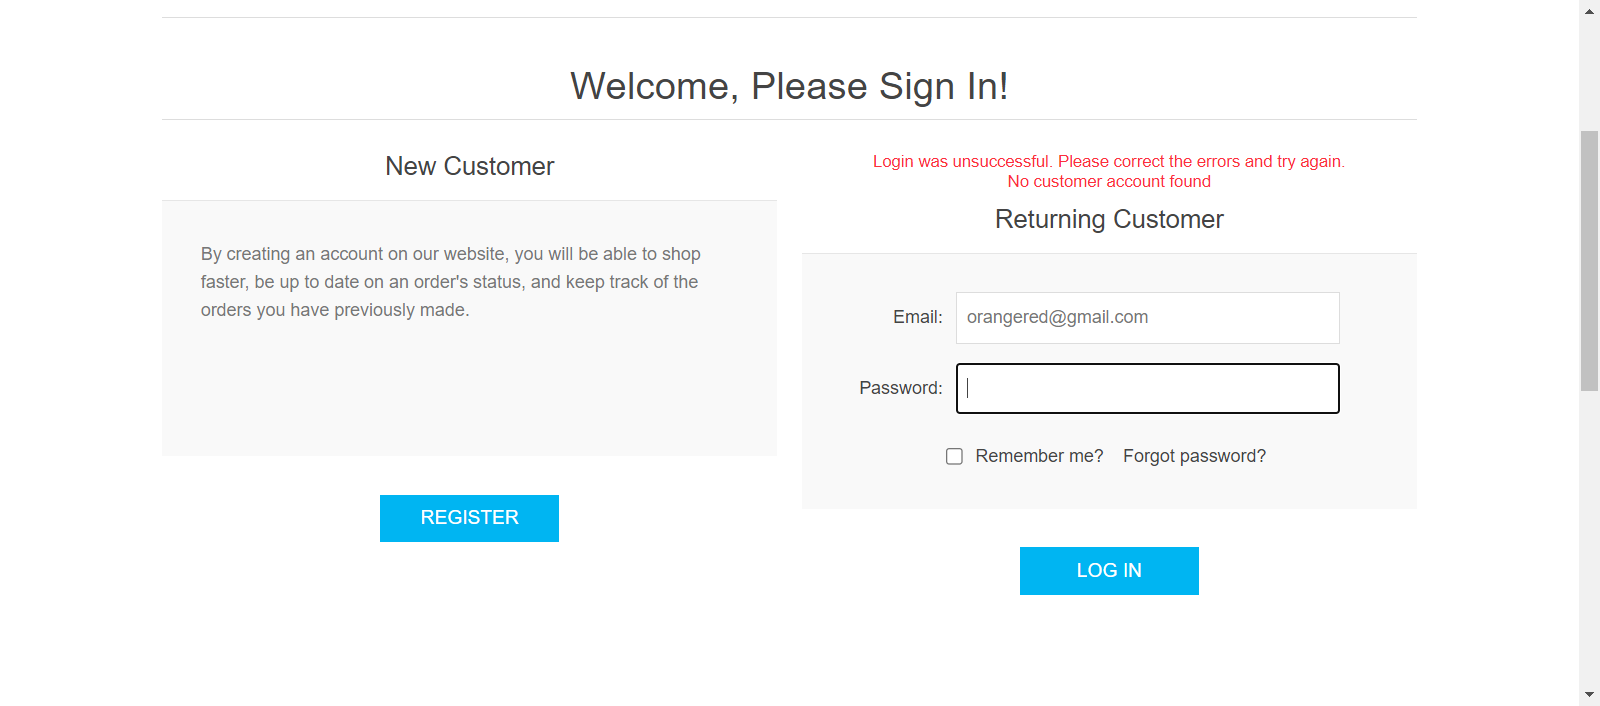 Welcome, Please Sign In!
New Customer
By creating an account on our website, you will be able to shop
faster, be up to date on an order's status, and keep track of the
orders you have previously made.
REGISTER
Login was unsuccessful. Please correct the errors and try again.
No customer account found
Returning Customer
Email: orangered@gmail.com
Password:
Remember me? Forgot password?
LOG IN